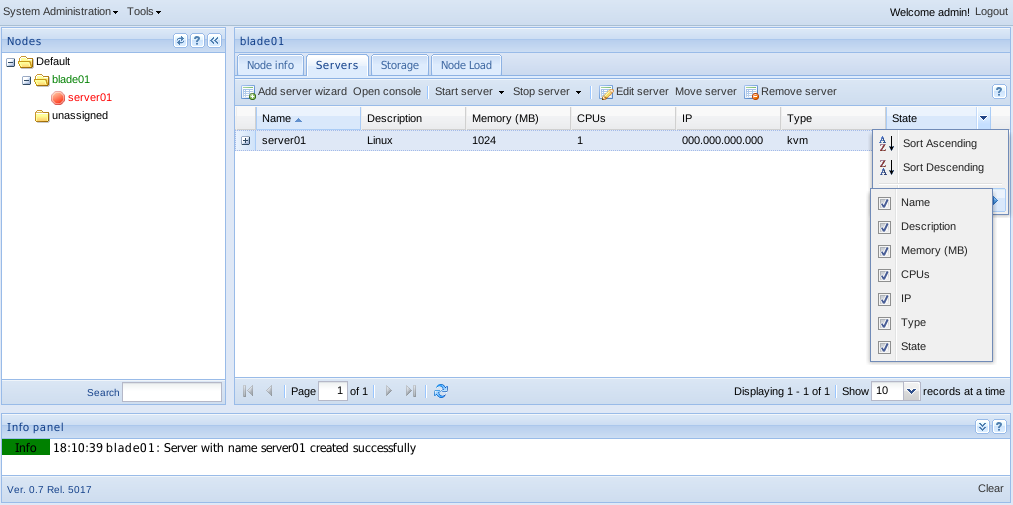 System Administration Tools Welcome admin! Logout
Nodes
Default
blade01
server01
unassigned
Search
blade01
Node info Servers Storage Node Load
Add server wizard Open console Start server Stop server Edit server Move server Remove server
Name Description Memory (MB) CPUs IP Type State
server01 Linux 1024 1 000.000.000.000 kvm
Sort Ascending
Sort Descending
Name
Description
Memory (MB)
CPUs
IP
Type
State
Page 1 of 1 Displaying 1 - 1 of 1 Show 10 records at a time
Info panel
Info 18:10:39 blade01: Server with name server01 created successfully
Ver. 0.7 Rel. 5017 Clear